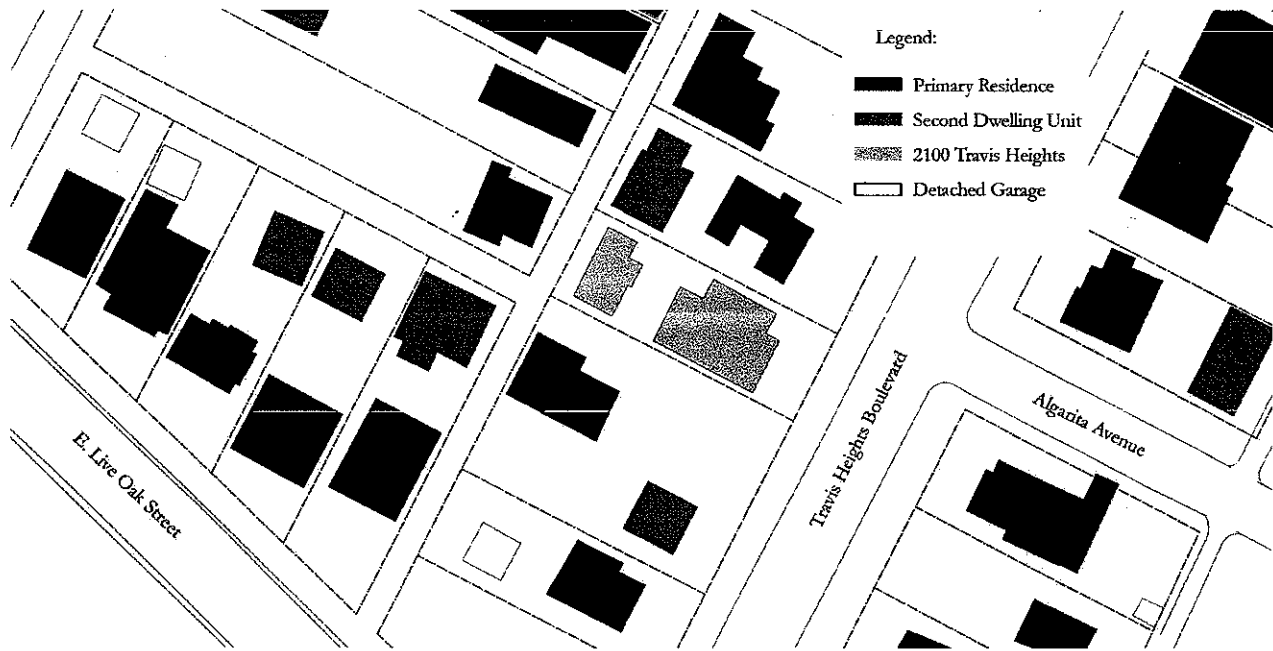 Legend:
Primary Residence
Second Dwelling Unit
2100 Travis Heights
Detached Garage
E. Live Oak Street
Travis Heights Boulevard
Algarita Avenue